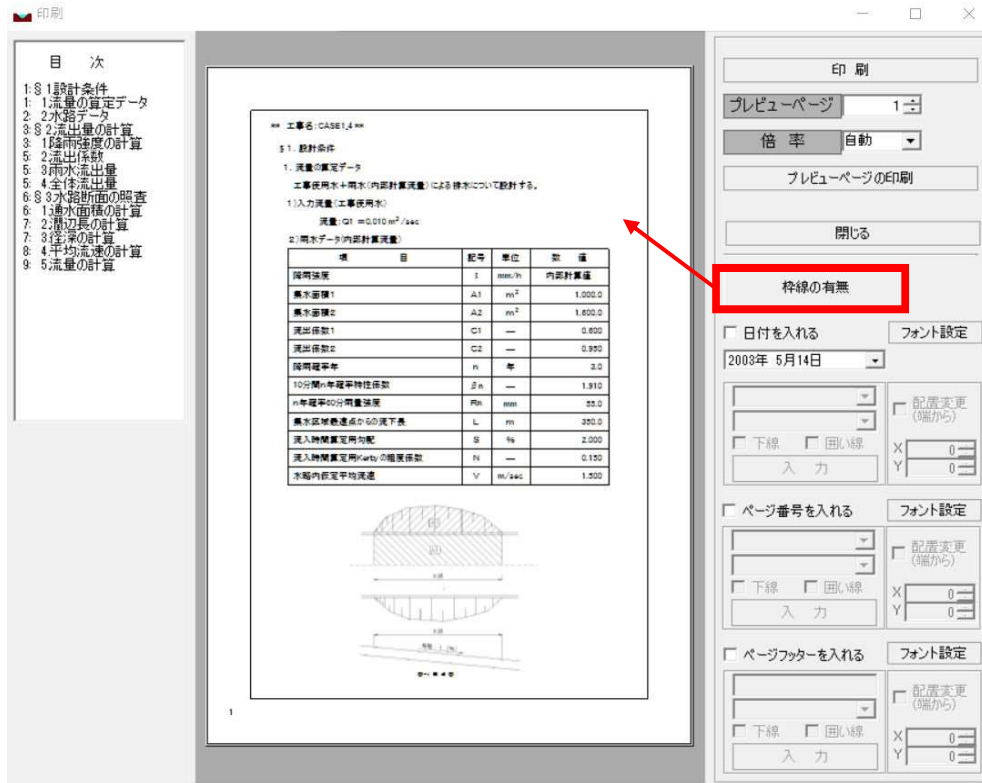 印刷
目 次
1:§1設計条件
1: 1流量の算定データ
2: 2水路データ
3:§2流出量の計算
3: 1降雨強度の計算
5: 2流出係数
5: 3雨水流出量
5: 4全体流出量
6:§3水路断面の照査
6: 1通水面積の計算
7: 2潤辺長の計算
7: 3径深の計算
8: 4平均流速の計算
9: 5流量の計算
** 工事名:CASE1_4 **
§1. 設計条件
1. 流量の算定データ
工事使用水+雨水(内部計算流量)による排水について設計する。
1)入力流量(工事使用水)
流量:Q1 =0.010 m³/sec
2)雨水データ(内部計算流量)
項 目 記号 単位 数 値
降雨強度 I mm/h 内部計算値
集水面積1 A1 m² 1,000.0
集水面積2 A2 m² 1,600.0
流出係数1 C1 — 0.600
流出係数2 C2 — 0.950
降雨確率年 n 年 3.0
10分間n年確率特性係数 βn — 1.910
n年確率60分雨量強度 Rn mm 55.0
集水区域最遠点からの流下長 L m 350.0
流入時間算定用勾配 S % 2.000
流入時間算定用Kerbyの粗度係数 N — 0.150
水路内仮定平均流速 V m/sec 1.500
1
印 刷
プレビューページ 1
倍 率 自動
プレビューページの印刷
閉じる
枠線の有無
日付を入れる フォント設定
2003年 5月14日
配置変更
(端から)
下線 囲い線
X 0
入 力
Y 0
ページ番号を入れる フォント設定
配置変更
(端から)
下線 囲い線
X 0
入 力
Y 0
ページフッターを入れる フォント設定
配置変更
(端から)
下線 囲い線
X 0
入 力
Y 0